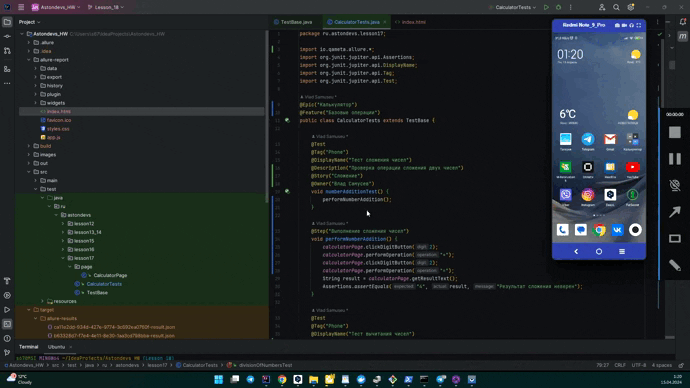 Astondevs_HW
Lesson_18
CalculatorTests
Project
TestBase.java
CalculatorTests.java
index.html
Astondevs_HW
.allure
.idea
allure-report
data
export
history
plugin
widgets
index.html
favicon.ico
styles.css
app.js
build
images
out
src
main
test
java
ru
astondevs
lesson12
lesson13_14
lesson15
lesson16
lesson17
page
CalculatorPage
CalculatorTests
TestBase
resources
target
allure-results
package ru.astondevs.lesson17;
import io.qameta.allure.*;
import org.junit.jupiter.api.Assertions;
import org.junit.jupiter.api.DisplayName;
import org.junit.jupiter.api.Tag;
import org.junit.jupiter.api.Test;
@Epic("Калькулятор")
@Feature("Базовые операции")
public class CalculatorTests extends TestBase {
@Test
@Tag("Phone")
@DisplayName("Тест сложения чисел")
@Description("Проверка операции сложения двух чисел")
@Story("Сложение")
@Owner("Влад Самусев")
void numberAdditionTest() {
performNumberAddition();
}
@Step("Выполнение сложения чисел")
void performNumberAddition() {
calculatorPage.clickDigitButton( digit: 2);
calculatorPage.performOperation( operation: "+");
calculatorPage.clickDigitButton( digit: 2);
calculatorPage.performOperation( operation: "=");
String result = calculatorPage.getResultText();
Assertions.assertEquals( expected: "4", actual: result, message: "Результат сложения неверен");
}
@Test
@Tag("Phone")
@DisplayName("Тест вычитания чисел")
Redmi Note_9_Pro
01:20
6°C
00:00:00
Terminal
Ubuntu
Astondevs_HW
src
test
java
ru
astondevs
lesson17
CalculatorTests
divisionOfNumbersTest
79:27
CRLF
UTF-8
4 spaces
12°C
1:20
13.04.2024